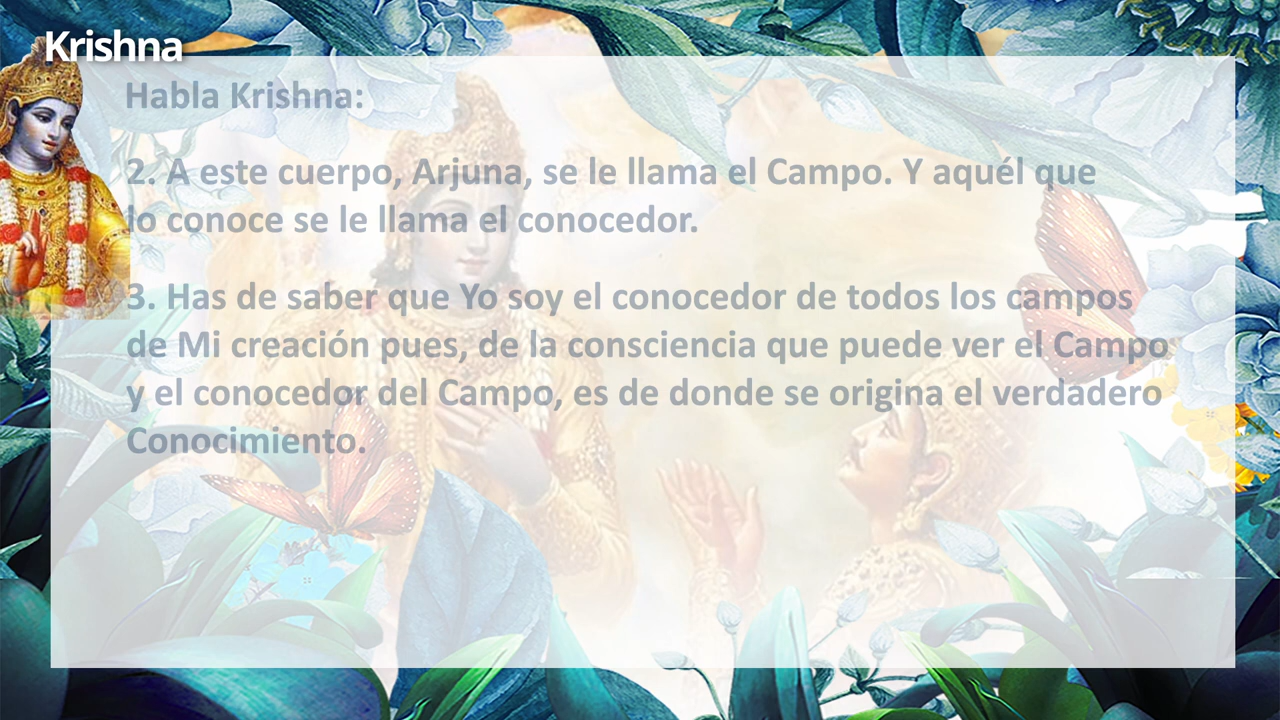 Krishna
Habla Krishna:
2. A este cuerpo, Arjuna, se le llama el Campo. Y aquél que
lo conoce se le llama el conocedor.
3. Has de saber que Yo soy el conocedor de todos los campos
de Mi creación pues, de la consciencia que puede ver el Campo
y el conocedor del Campo, es de donde se origina el verdadero
Conocimiento.